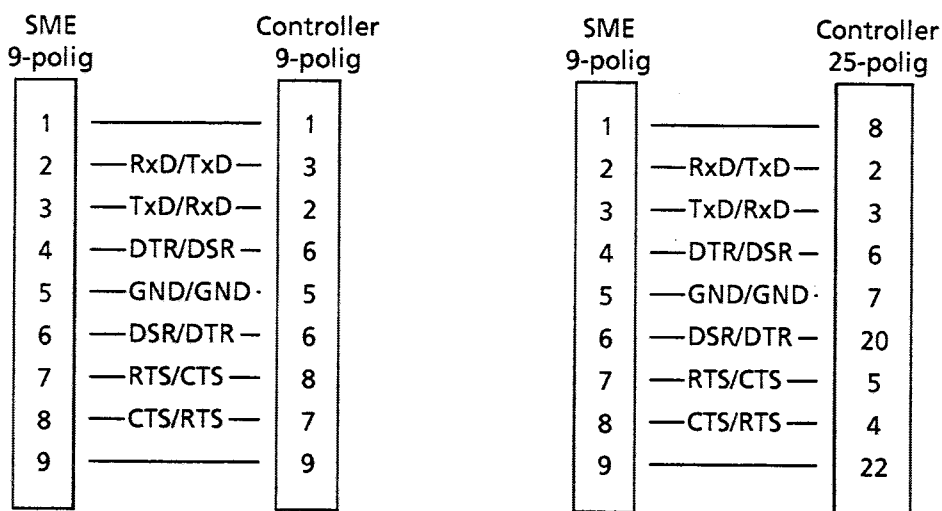 SME
9-polig
Controller
9-polig
1 1
2 RxD/TxD 3
3 TxD/RxD 2
4 DTR/DSR 6
5 GND/GND 5
6 DSR/DTR 6
7 RTS/CTS 8
8 CTS/RTS 7
9 9
SME
9-polig
Controller
25-polig
1 8
2 RxD/TxD 2
3 TxD/RxD 3
4 DTR/DSR 6
5 GND/GND 7
6 DSR/DTR 20
7 RTS/CTS 5
8 CTS/RTS 4
9 22